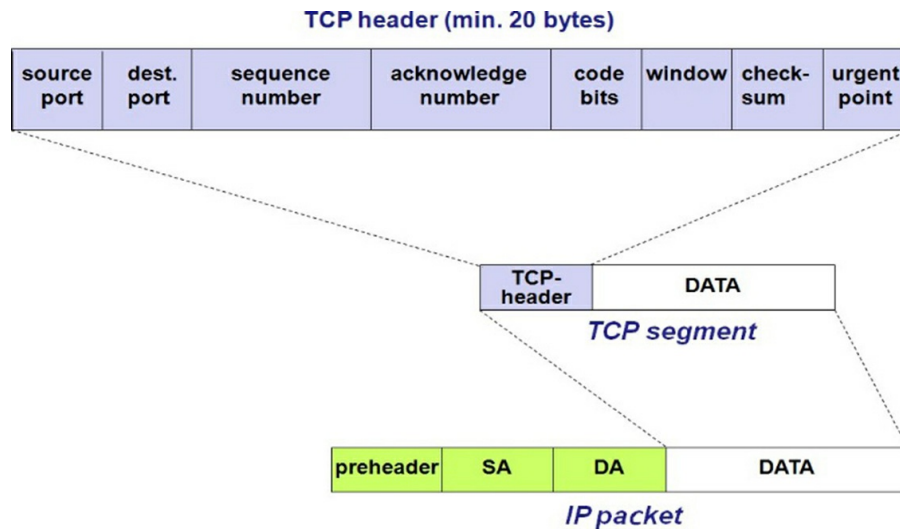 TCP header (min. 20 bytes)
source port
dest. port
sequence number
acknowledge number
code bits
window
check-sum
urgent point
TCP-header
DATA
TCP segment
preheader
SA
DA
DATA
IP packet